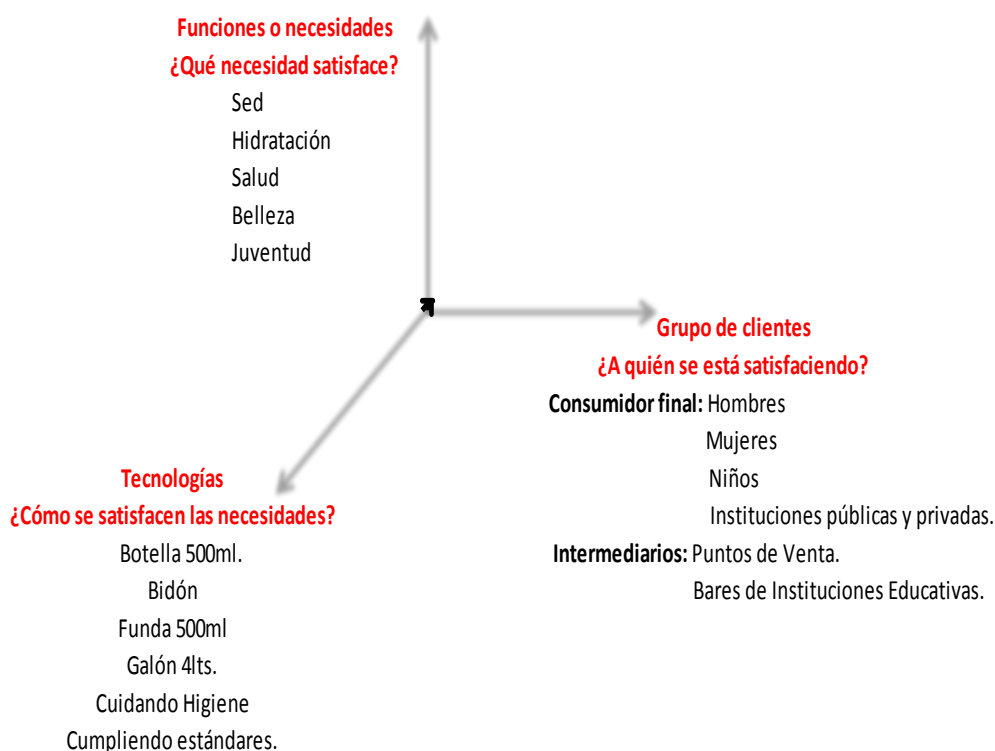 Funciones o necesidades
¿Qué necesidad satisface?
Sed
Hidratación
Salud
Belleza
Juventud
Grupo de clientes
¿A quién se está satisfaciendo?
Consumidor final: Hombres
Mujeres
Niños
Instituciones públicas y privadas.
Intermediarios: Puntos de Venta.
Bares de Instituciones Educativas.
Tecnologías
¿Cómo se satisfacen las necesidades?
Botella 500ml.
Bidón
Funda 500ml
Galón 4lts.
Cuidando Higiene
Cumpliendo estándares.